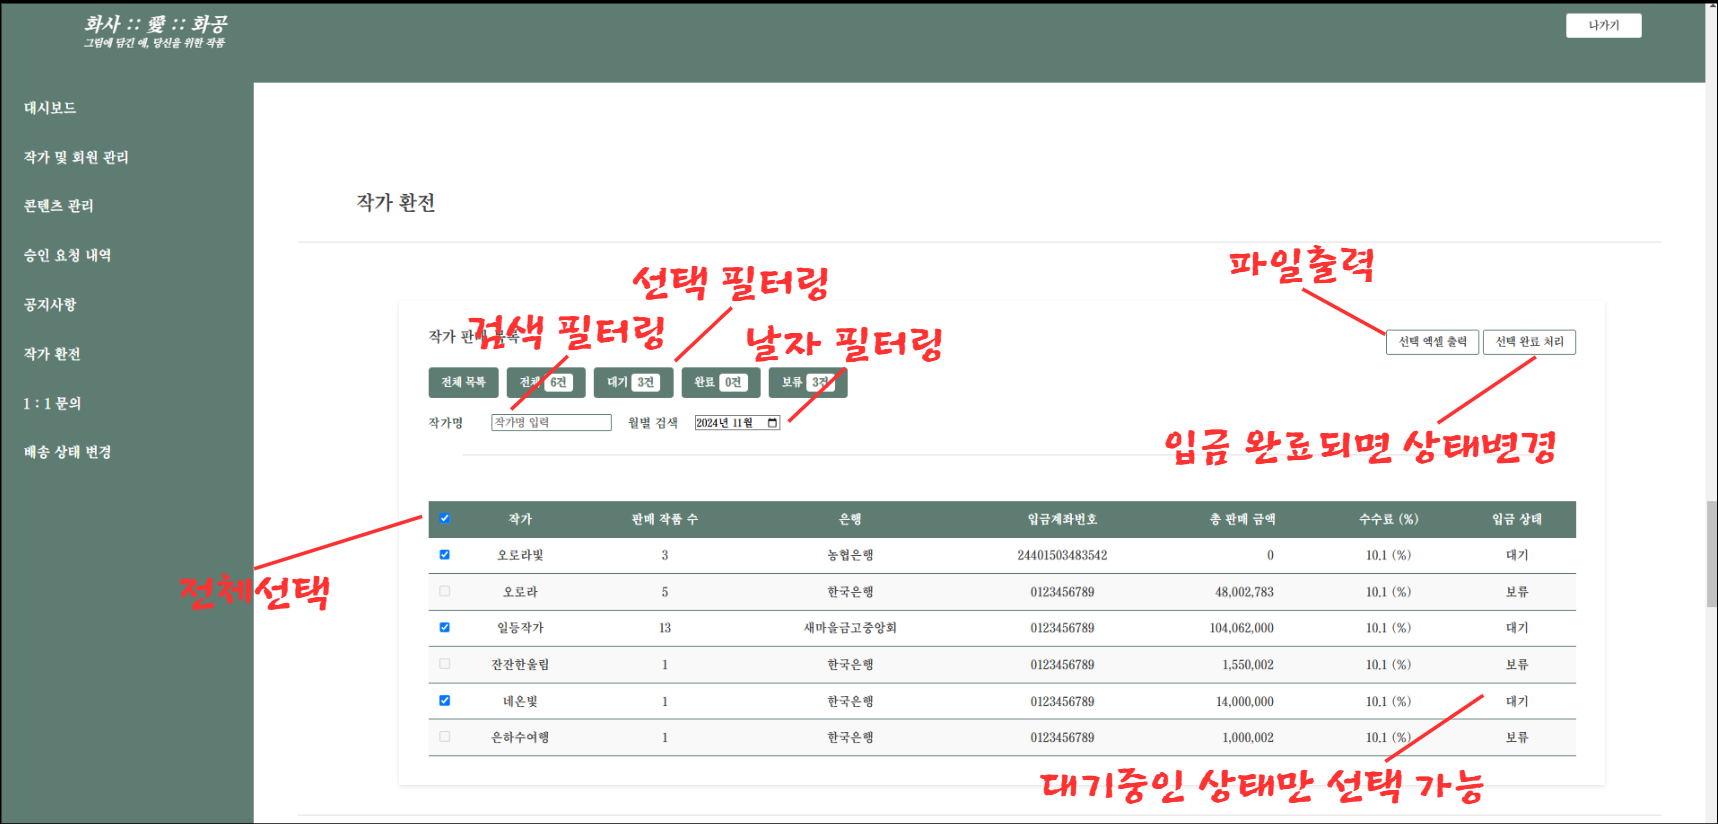 화사 :: 愛 :: 화공
그림에 담긴 애, 당신을 위한 작품
나가기
대시보드
작가 및 회원 관리
콘텐츠 관리
승인 요청 내역
공지사항
작가 환전
1 : 1 문의
배송 상태 변경
작가 환전
선택 필터링
파일출력
검색 필터링
날자 필터링
작가 판매 목록
선택 엑셀 출력 선택 완료 처리
전체 목록 전체 6건 대기 3건 완료 0건 보류 3건
작가명 작가명 입력 월별 검색 2024년 11월
입금 완료되면 상태변경
작가 판매 작품 수 은행 입금계좌번호 총 판매 금액 수수료 (%) 입금 상태
오로라빛 3 농협은행 24401503483542 0 10.1 (%) 대기
전체선택
오로라 5 한국은행 0123456789 48,002,783 10.1 (%) 보류
일등작가 13 새마을금고중앙회 0123456789 104,062,000 10.1 (%) 대기
잔잔한울림 1 한국은행 0123456789 1,550,002 10.1 (%) 보류
네온빛 1 한국은행 0123456789 14,000,000 10.1 (%) 대기
은하수여행 1 한국은행 0123456789 1,000,002 10.1 (%) 보류
대기중인 상태만 선택 가능